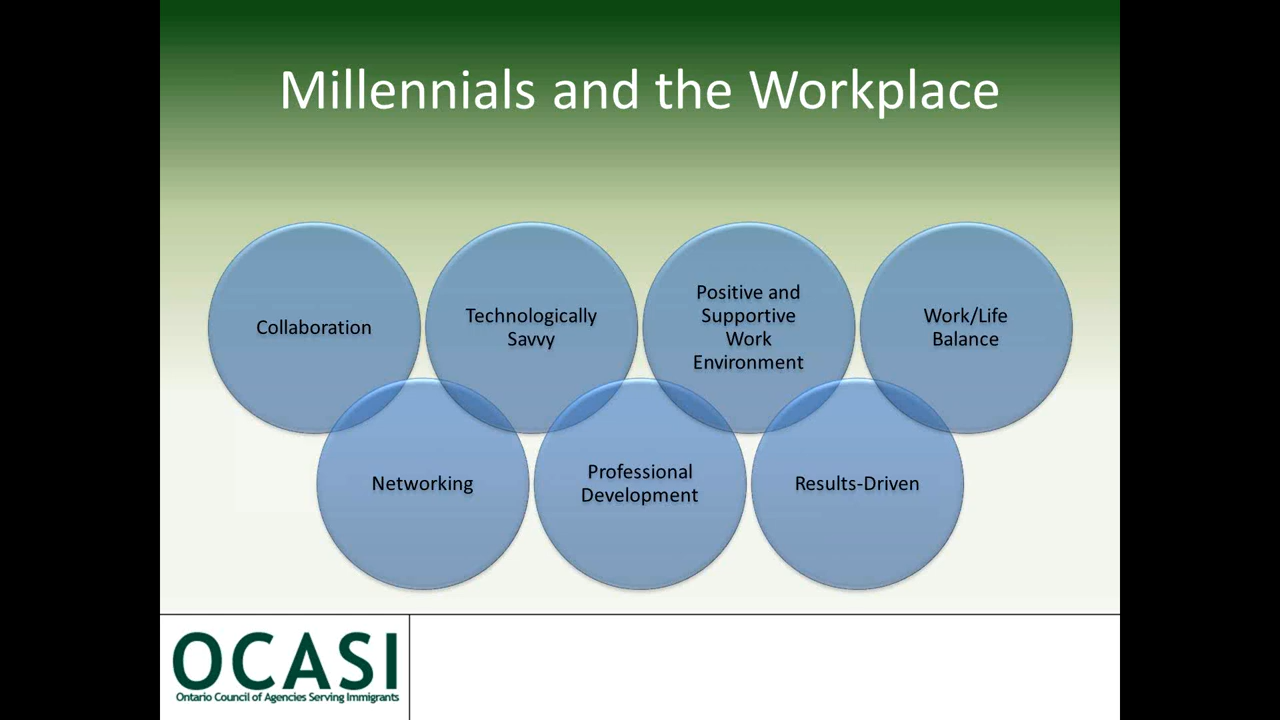 Millennials and the Workplace
Collaboration
Technologically
Savvy
Positive and
Supportive
Work
Environment
Work/Life
Balance
Networking
Professional
Development
Results-Driven
OCASI
Ontario Council of Agencies Serving Immigrants